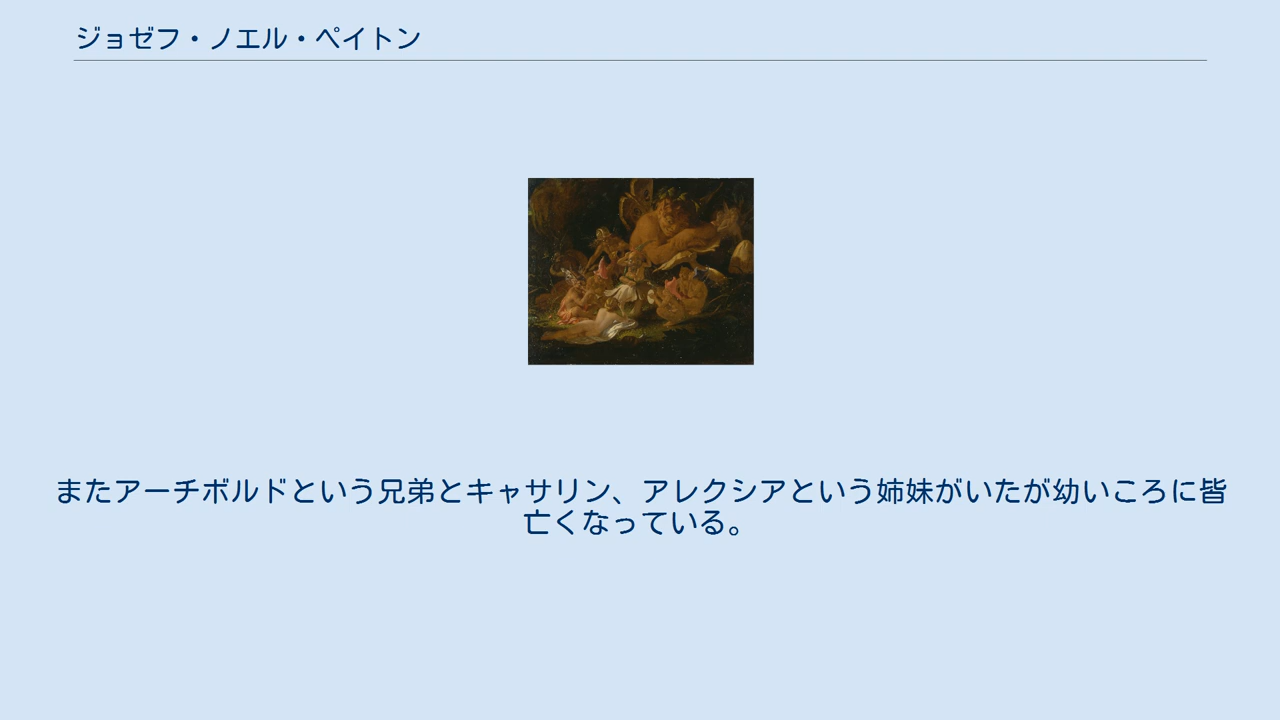 ジョゼフ・ノエル・ペイトン
またアーチボルドという兄弟とキャサリン、アレクシアという姉妹がいたが幼いころに皆
亡くなっている。